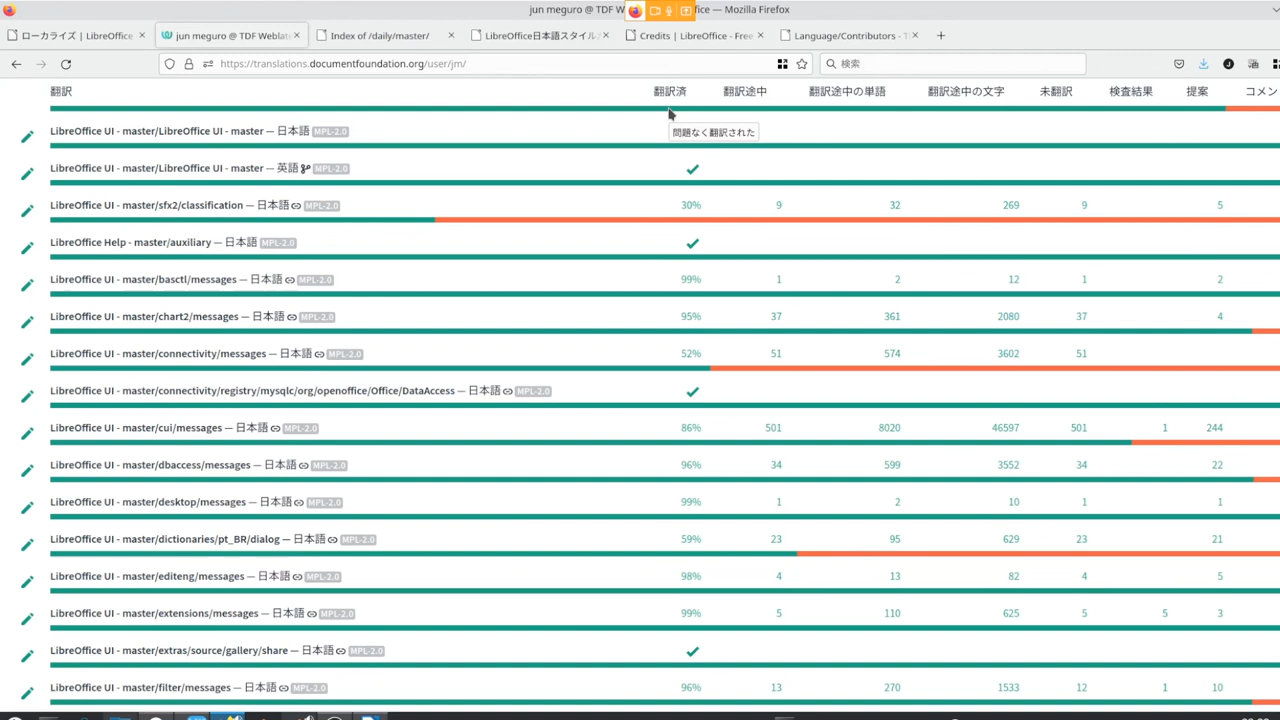 jun meguro @ TDF W
fice — Mozilla Firefox
ローカライズ | LibreOffice
jun meguro @ TDF Weblate
Index of /daily/master/
LibreOffice日本語スタイル
Credits | LibreOffice - Free
Language/Contributors - T
https://translations.documentfoundation.org/user/jm/
検索
翻訳 翻訳済 翻訳途中 翻訳途中の単語 翻訳途中の文字 未翻訳 検査結果 提案 コメン
LibreOffice UI - master/LibreOffice UI - master — 日本語 MPL-2.0
問題なく翻訳された
LibreOffice UI - master/LibreOffice UI - master — 英語 MPL-2.0
LibreOffice UI - master/sfx2/classification — 日本語 MPL-2.0 30% 9 32 269 9 5
LibreOffice Help - master/auxiliary — 日本語 MPL-2.0
LibreOffice UI - master/basctl/messages — 日本語 MPL-2.0 99% 1 2 12 1 2
LibreOffice UI - master/chart2/messages — 日本語 MPL-2.0 95% 37 361 2080 37 4
LibreOffice UI - master/connectivity/messages — 日本語 MPL-2.0 52% 51 574 3602 51
LibreOffice UI - master/connectivity/registry/mysqlc/org/openoffice/Office/DataAccess — 日本語 MPL-2.0
LibreOffice UI - master/cui/messages — 日本語 MPL-2.0 86% 501 8020 46597 501 1 244
LibreOffice UI - master/dbaccess/messages — 日本語 MPL-2.0 96% 34 599 3552 34 22
LibreOffice UI - master/desktop/messages — 日本語 MPL-2.0 99% 1 2 10 1 1
LibreOffice UI - master/dictionaries/pt_BR/dialog — 日本語 MPL-2.0 59% 23 95 629 23 21
LibreOffice UI - master/editeng/messages — 日本語 MPL-2.0 98% 4 13 82 4 5
LibreOffice UI - master/extensions/messages — 日本語 MPL-2.0 99% 5 110 625 5 5 3
LibreOffice UI - master/extras/source/gallery/share — 日本語 MPL-2.0
LibreOffice UI - master/filter/messages — 日本語 MPL-2.0 96% 13 270 1533 12 1 10